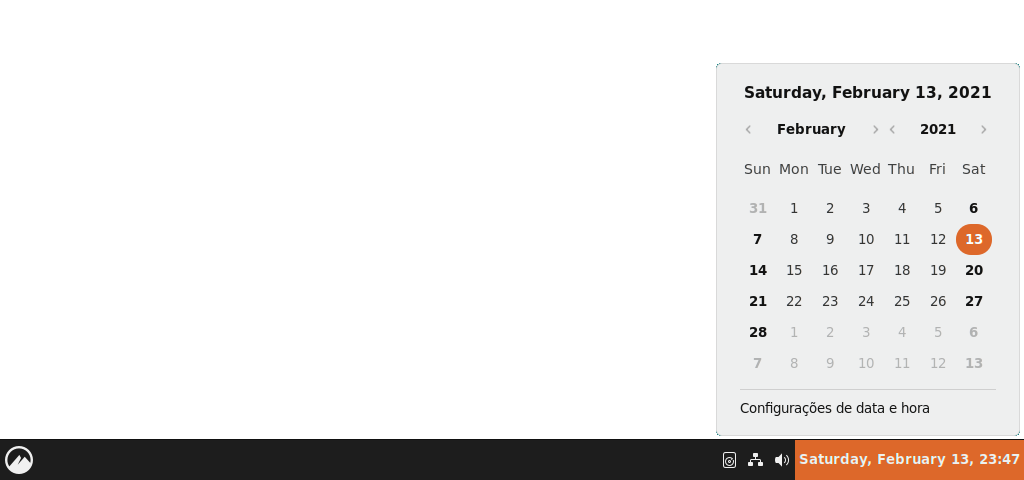 Saturday, February 13, 2021
February 2021
Sun Mon Tue Wed Thu Fri Sat
31 1 2 3 4 5 6
7 8 9 10 11 12 13
14 15 16 17 18 19 20
21 22 23 24 25 26 27
28 1 2 3 4 5 6
7 8 9 10 11 12 13
Configurações de data e hora
Saturday, February 13, 23:47